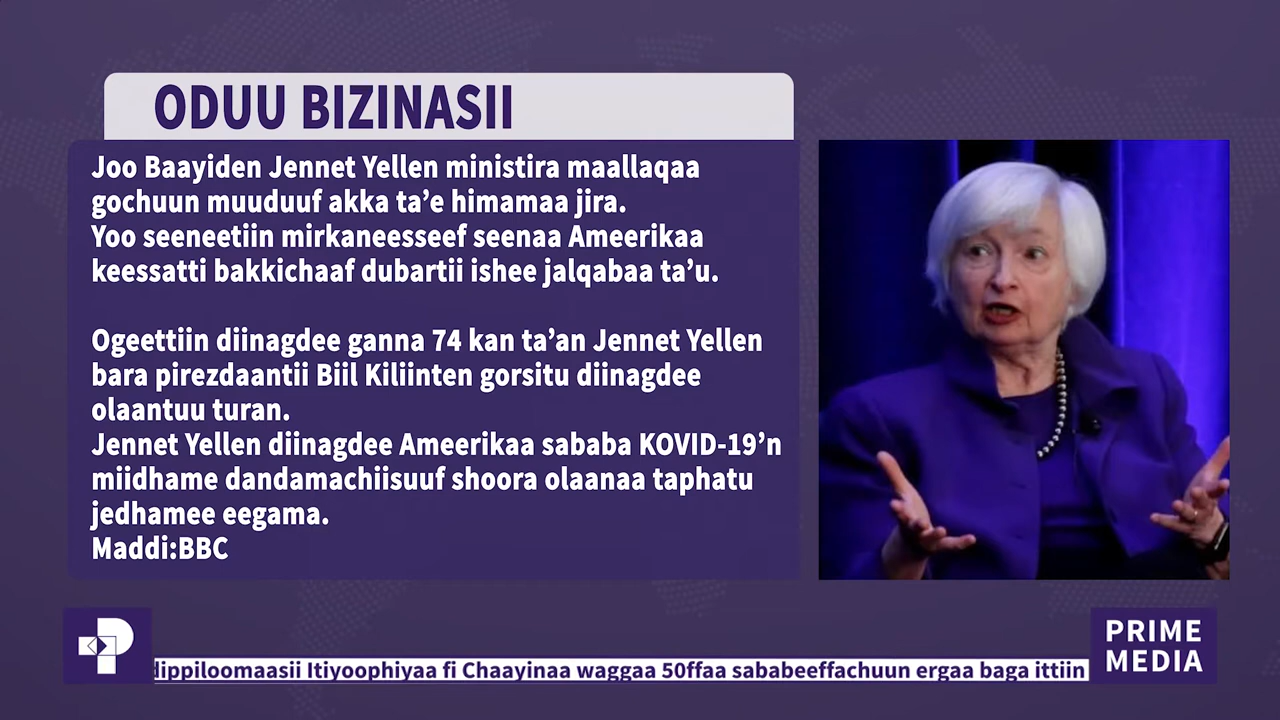 ODUU BIZINASII
Joo Baayiden Jennet Yellen ministira maallaqaa
gochuun muuduuf akka ta’e himamaa jira.
Yoo seeneetiin mirkaneesseef seenaa Ameerikaa
keessatti bakkichaaf dubartii ishee jalqabaa ta’u.
Ogeettiin diinagdee ganna 74 kan ta’an Jennet Yellen
bara pirezdaantii Biil Kiliinten gorsitu diinagdee
olaantuu turan.
Jennet Yellen diinagdee Ameerikaa sababa KOVID-19’n
miidhame dandamachiisuuf shoora olaanaa taphatu
jedhamee eegama.
Maddi:BBC
PRIME
MEDIA
dippiloomaasii Itiyoophiyaa fi Chaayinaa waggaa 50ffaa sababeeffachuun ergaa baga ittiin